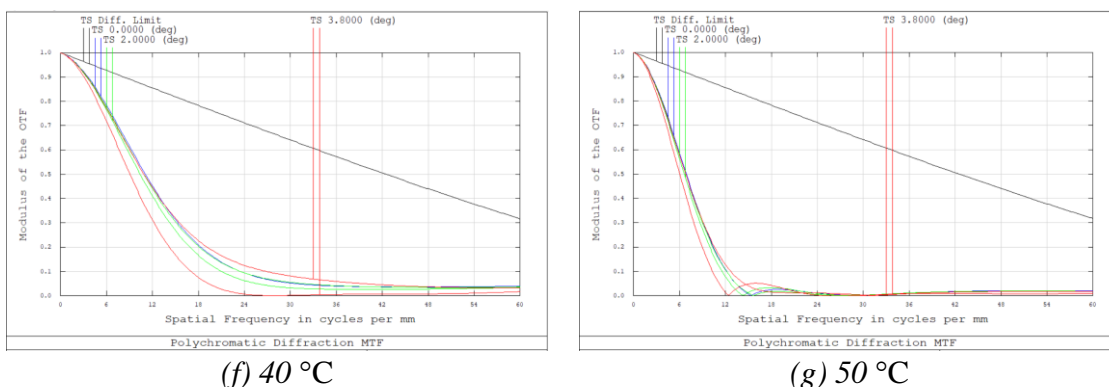 TS Diff. Limit
TS 0.0000 (deg)
TS 2.0000 (deg)
TS 3.8000 (deg)
1.0
0.9
0.8
0.7
0.6
0.5
0.4
0.3
0.2
0.1
0.0
Modulus of the OTF
0 6 12 18 24 30 36 42 48 54 60
Spatial Frequency in cycles per mm
Polychromatic Diffraction MTF
(f) 40 °C
TS Diff. Limit
TS 0.0000 (deg)
TS 2.0000 (deg)
TS 3.8000 (deg)
1.0
0.9
0.8
0.7
0.6
0.5
0.4
0.3
0.2
0.1
0.0
Modulus of the OTF
0 6 12 18 24 30 36 42 48 54 60
Spatial Frequency in cycles per mm
Polychromatic Diffraction MTF
(g) 50 °C